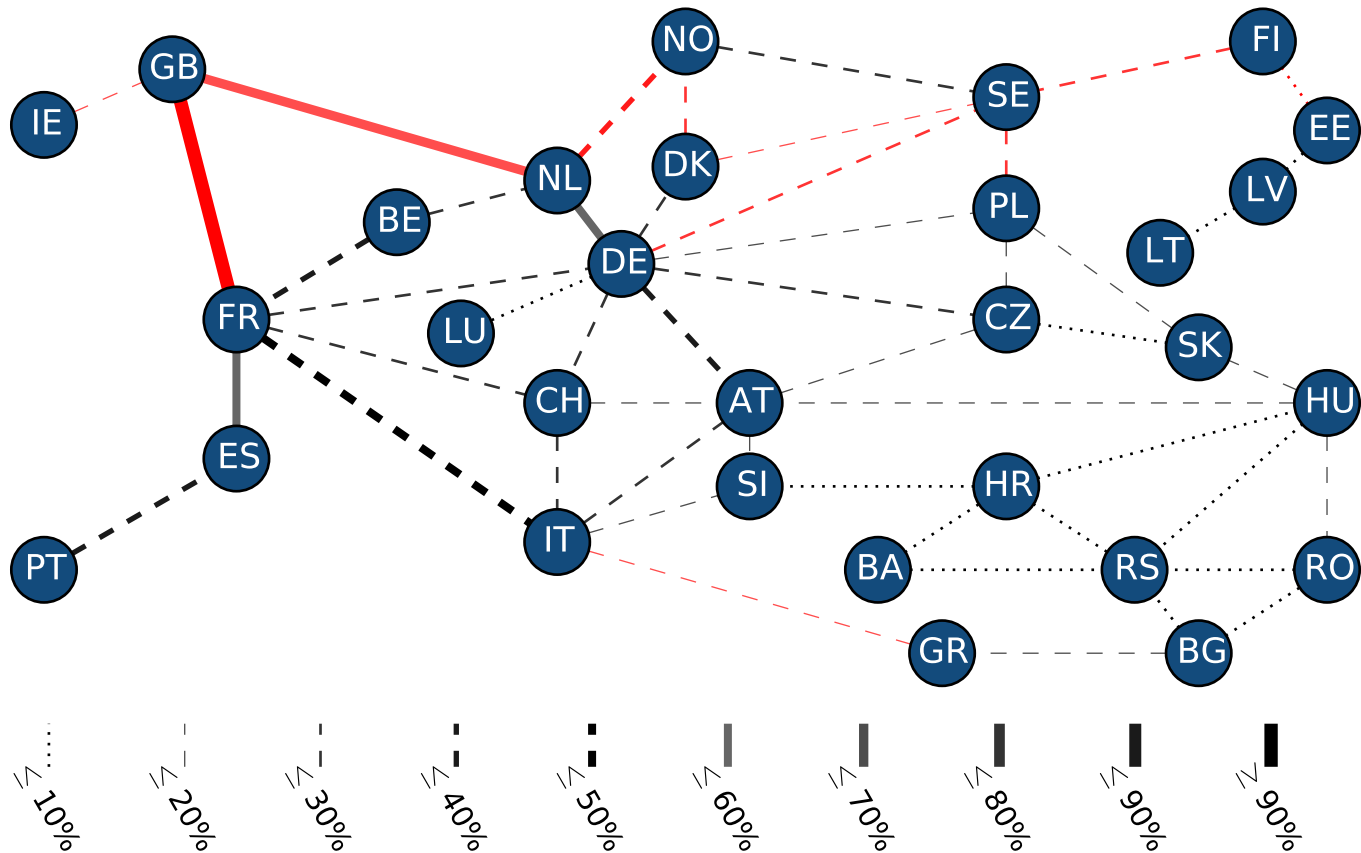 NO
FI
GB
SE
IE
EE
DK
NL
LV
BE
PL
LT
DE
FR
LU
CZ
SK
CH
AT
HU
ES
SI
HR
IT
PT
BA
RS
RO
GR
BG
≤ 10%
≤ 20%
≤ 30%
≤ 40%
≤ 50%
≤ 60%
≤ 70%
≤ 80%
≤ 90%
≥ 90%